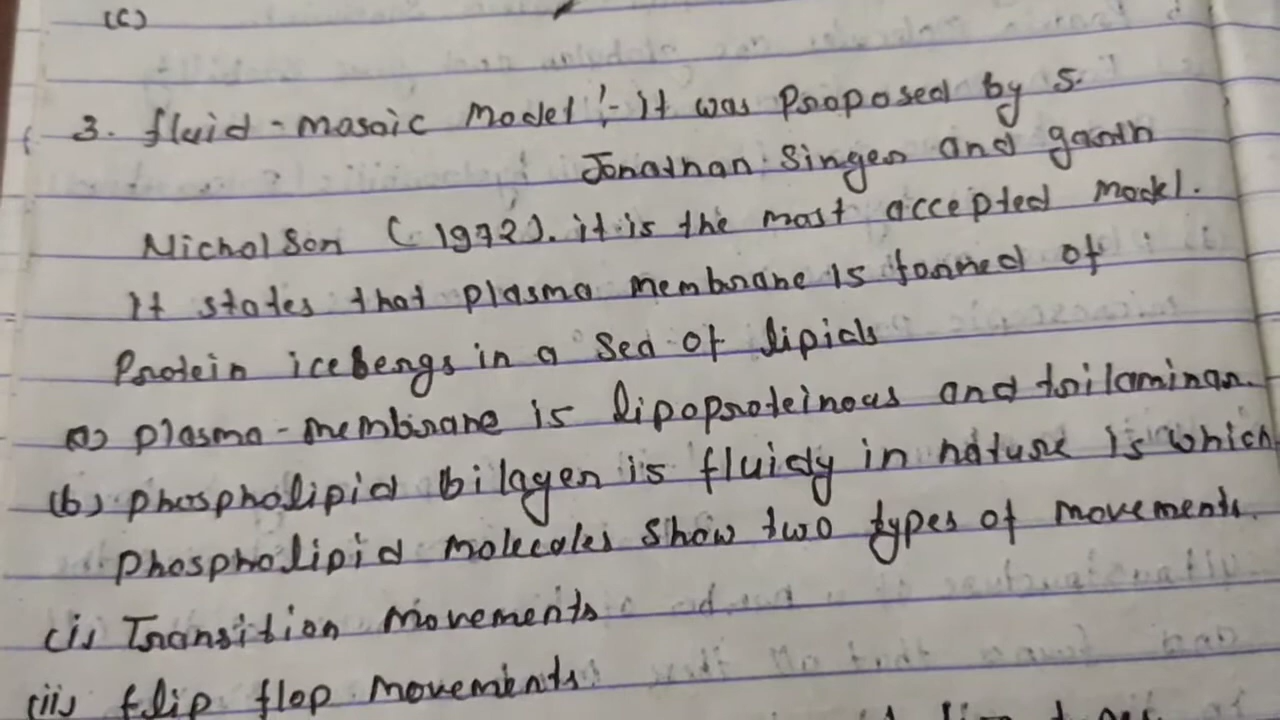 (c)
3. fluid-mosaic Model :- It was Proposed by S.
Jonathan Singer and garth
Nicholson (1972). it is the most accepted model.
It states that plasma membrane is formed of
Protein icebergs in a sea of lipids
(a) plasma-membrane is lipoproteinous and trilaminar.
(b) phospholipid bilayer is fluidy in nature is which
phospholipid molecules show two types of movements.
(i) Transition movements
(ii) flip flop movements